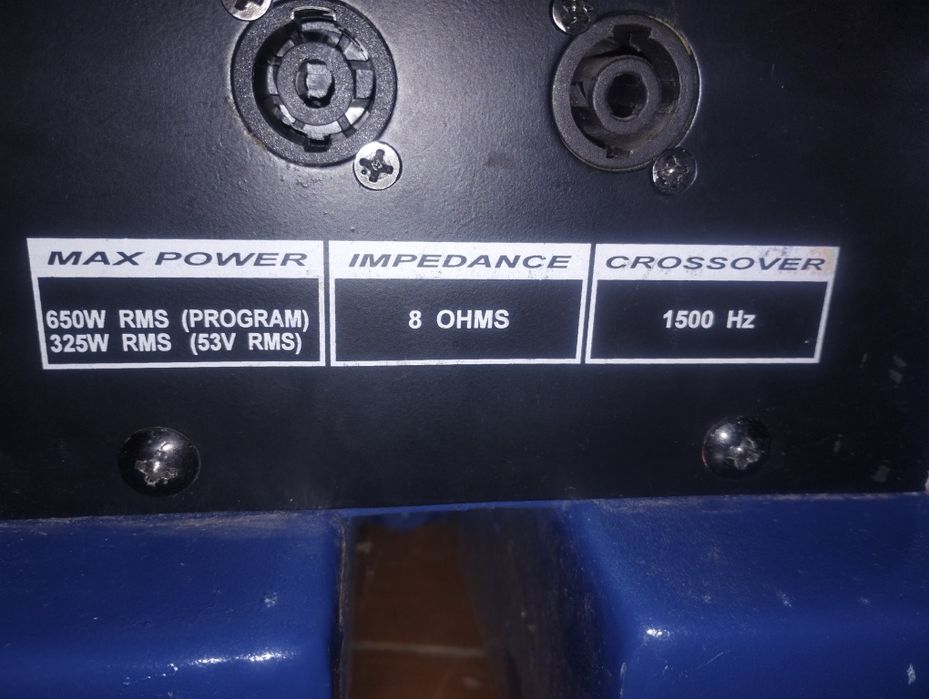 MAX POWER
650W RMS (PROGRAM)
325W RMS (53V RMS)
IMPEDANCE
8 OHMS
CROSSOVER
1500 Hz